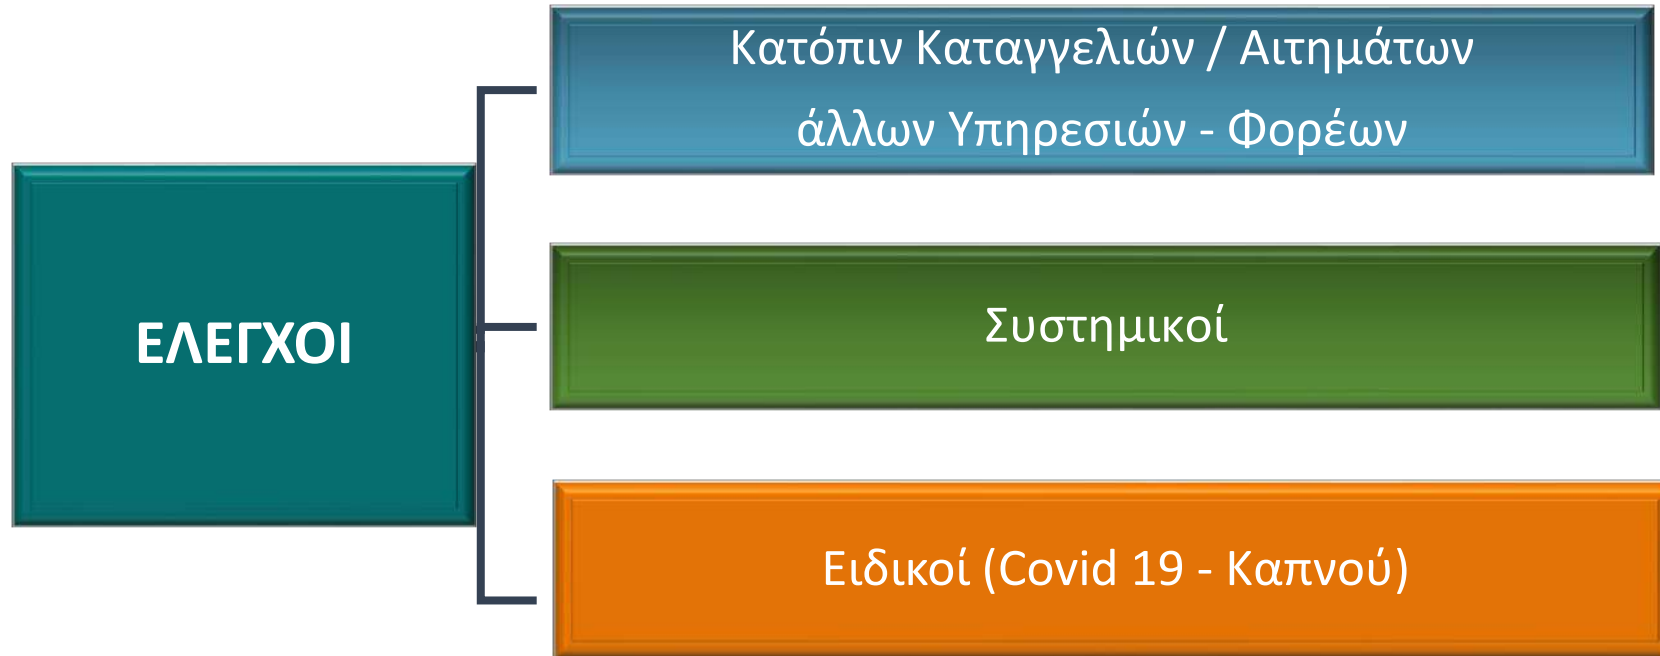 ΕΛΕΓΧΟΙ
Κατόπιν Καταγγελιών / Αιτημάτων
άλλων Υπηρεσιών - Φορέων
Συστημικοί
Ειδικοί (Covid 19 - Καπνού)